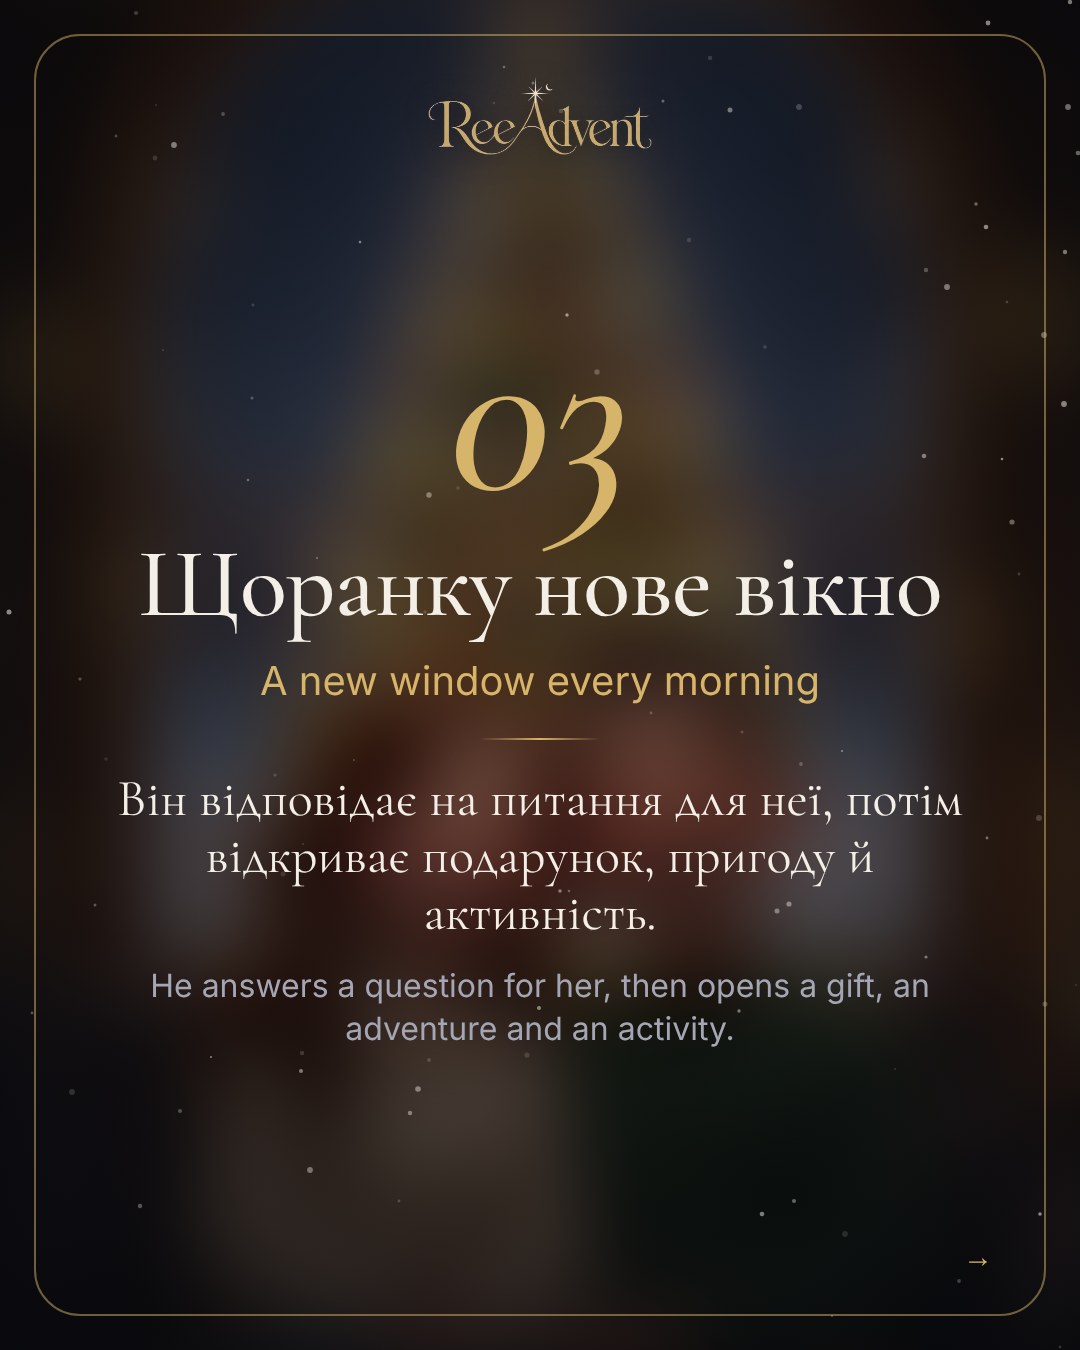 ReeAdvent
03
Щоранку нове вікно
A new window every morning
Він відповідає на питання для неї, потім
відкриває подарунок, пригоду й
активність.
He answers a question for her, then opens a gift, an
adventure and an activity.
→